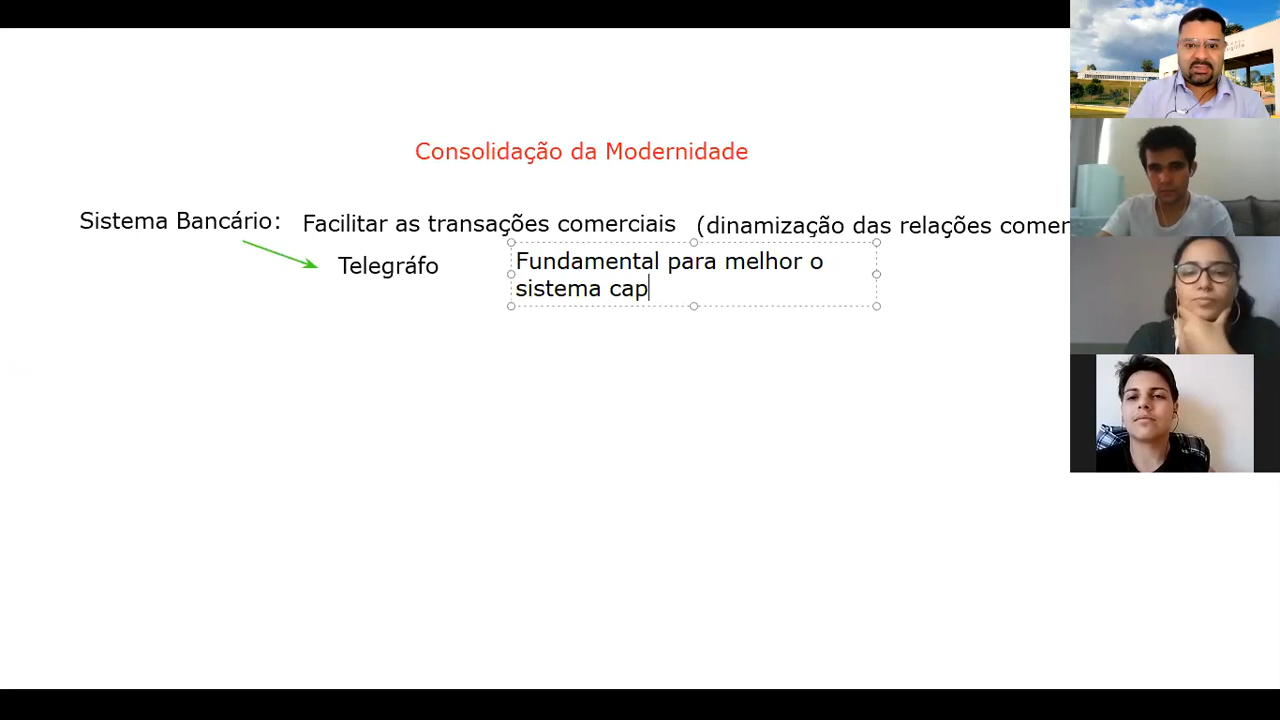 Consolidação da Modernidade
Sistema Bancário: Facilitar as transações comerciais (dinamização das relações comer
Telegráfo
Fundamental para melhor o
sistema cap